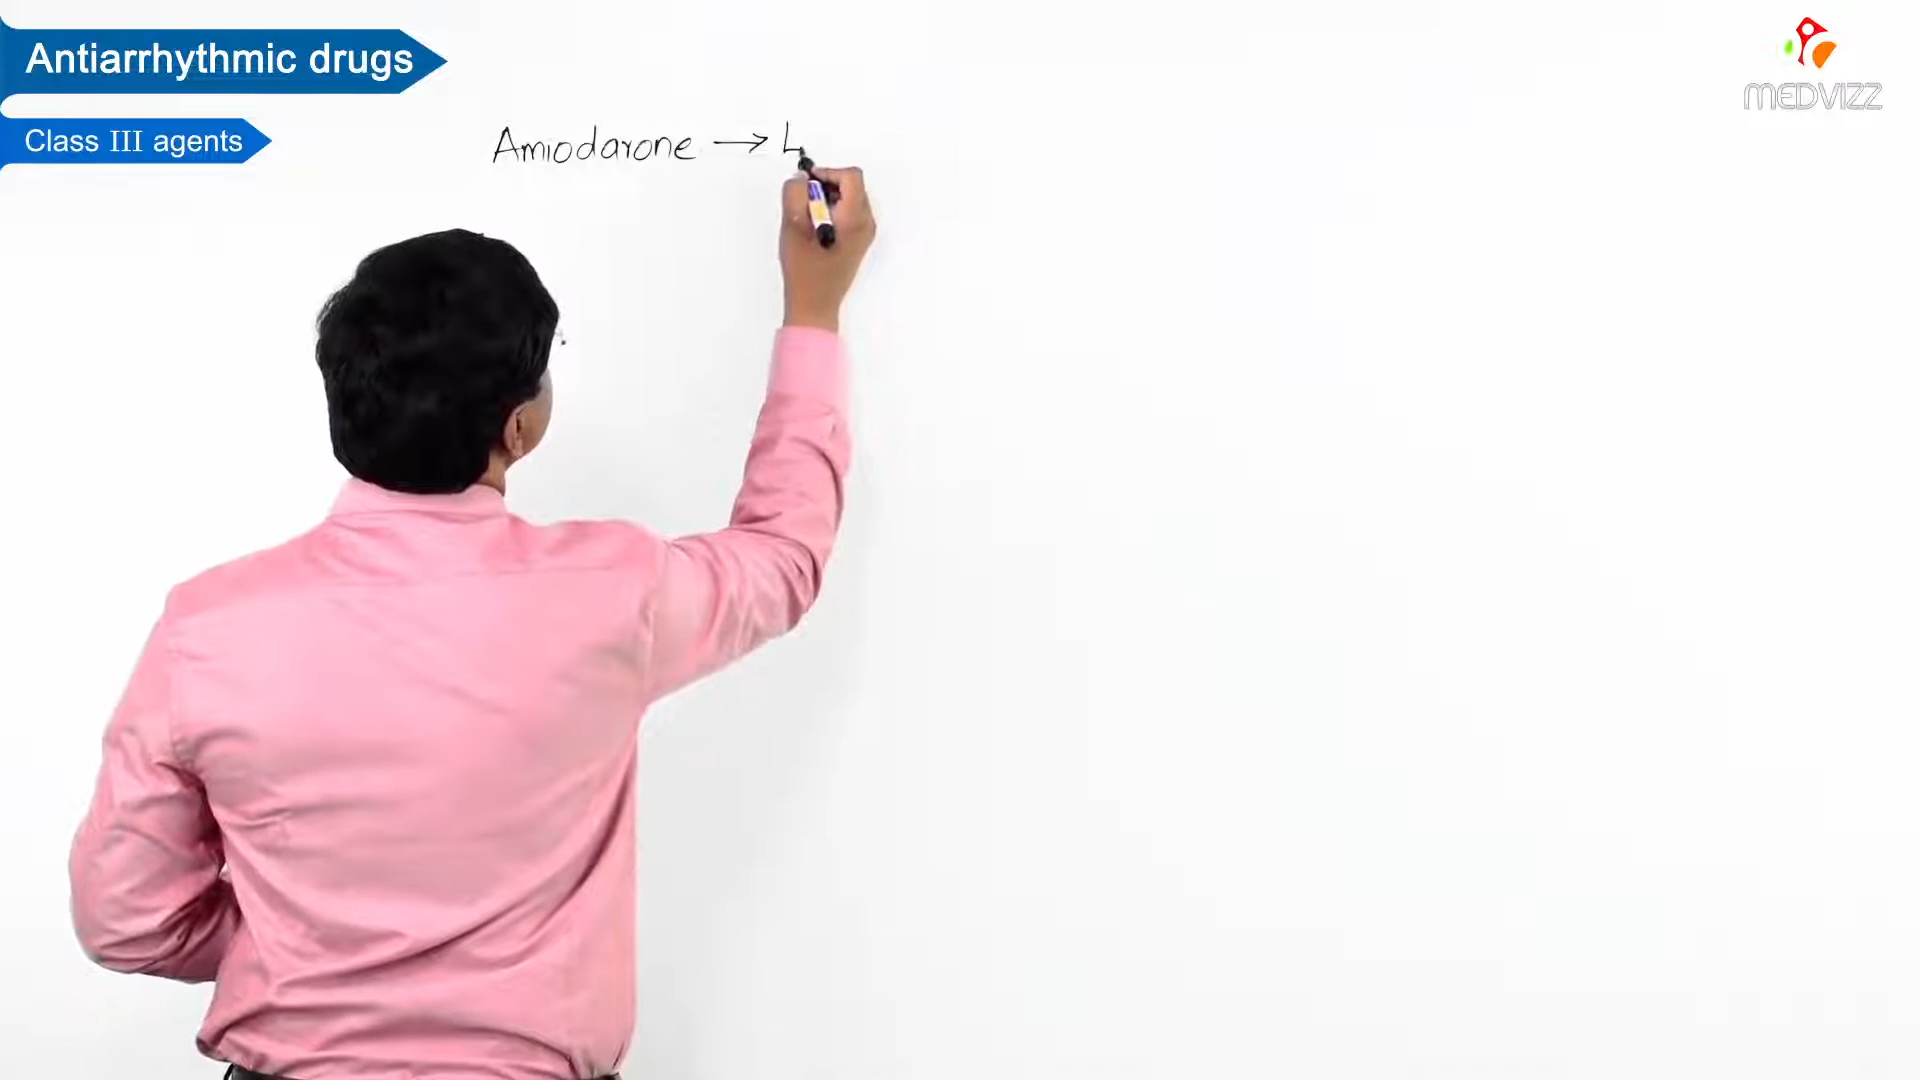 Antiarrhythmic drugs
Class III agents
Amiodarone → L
MEDVIZZ